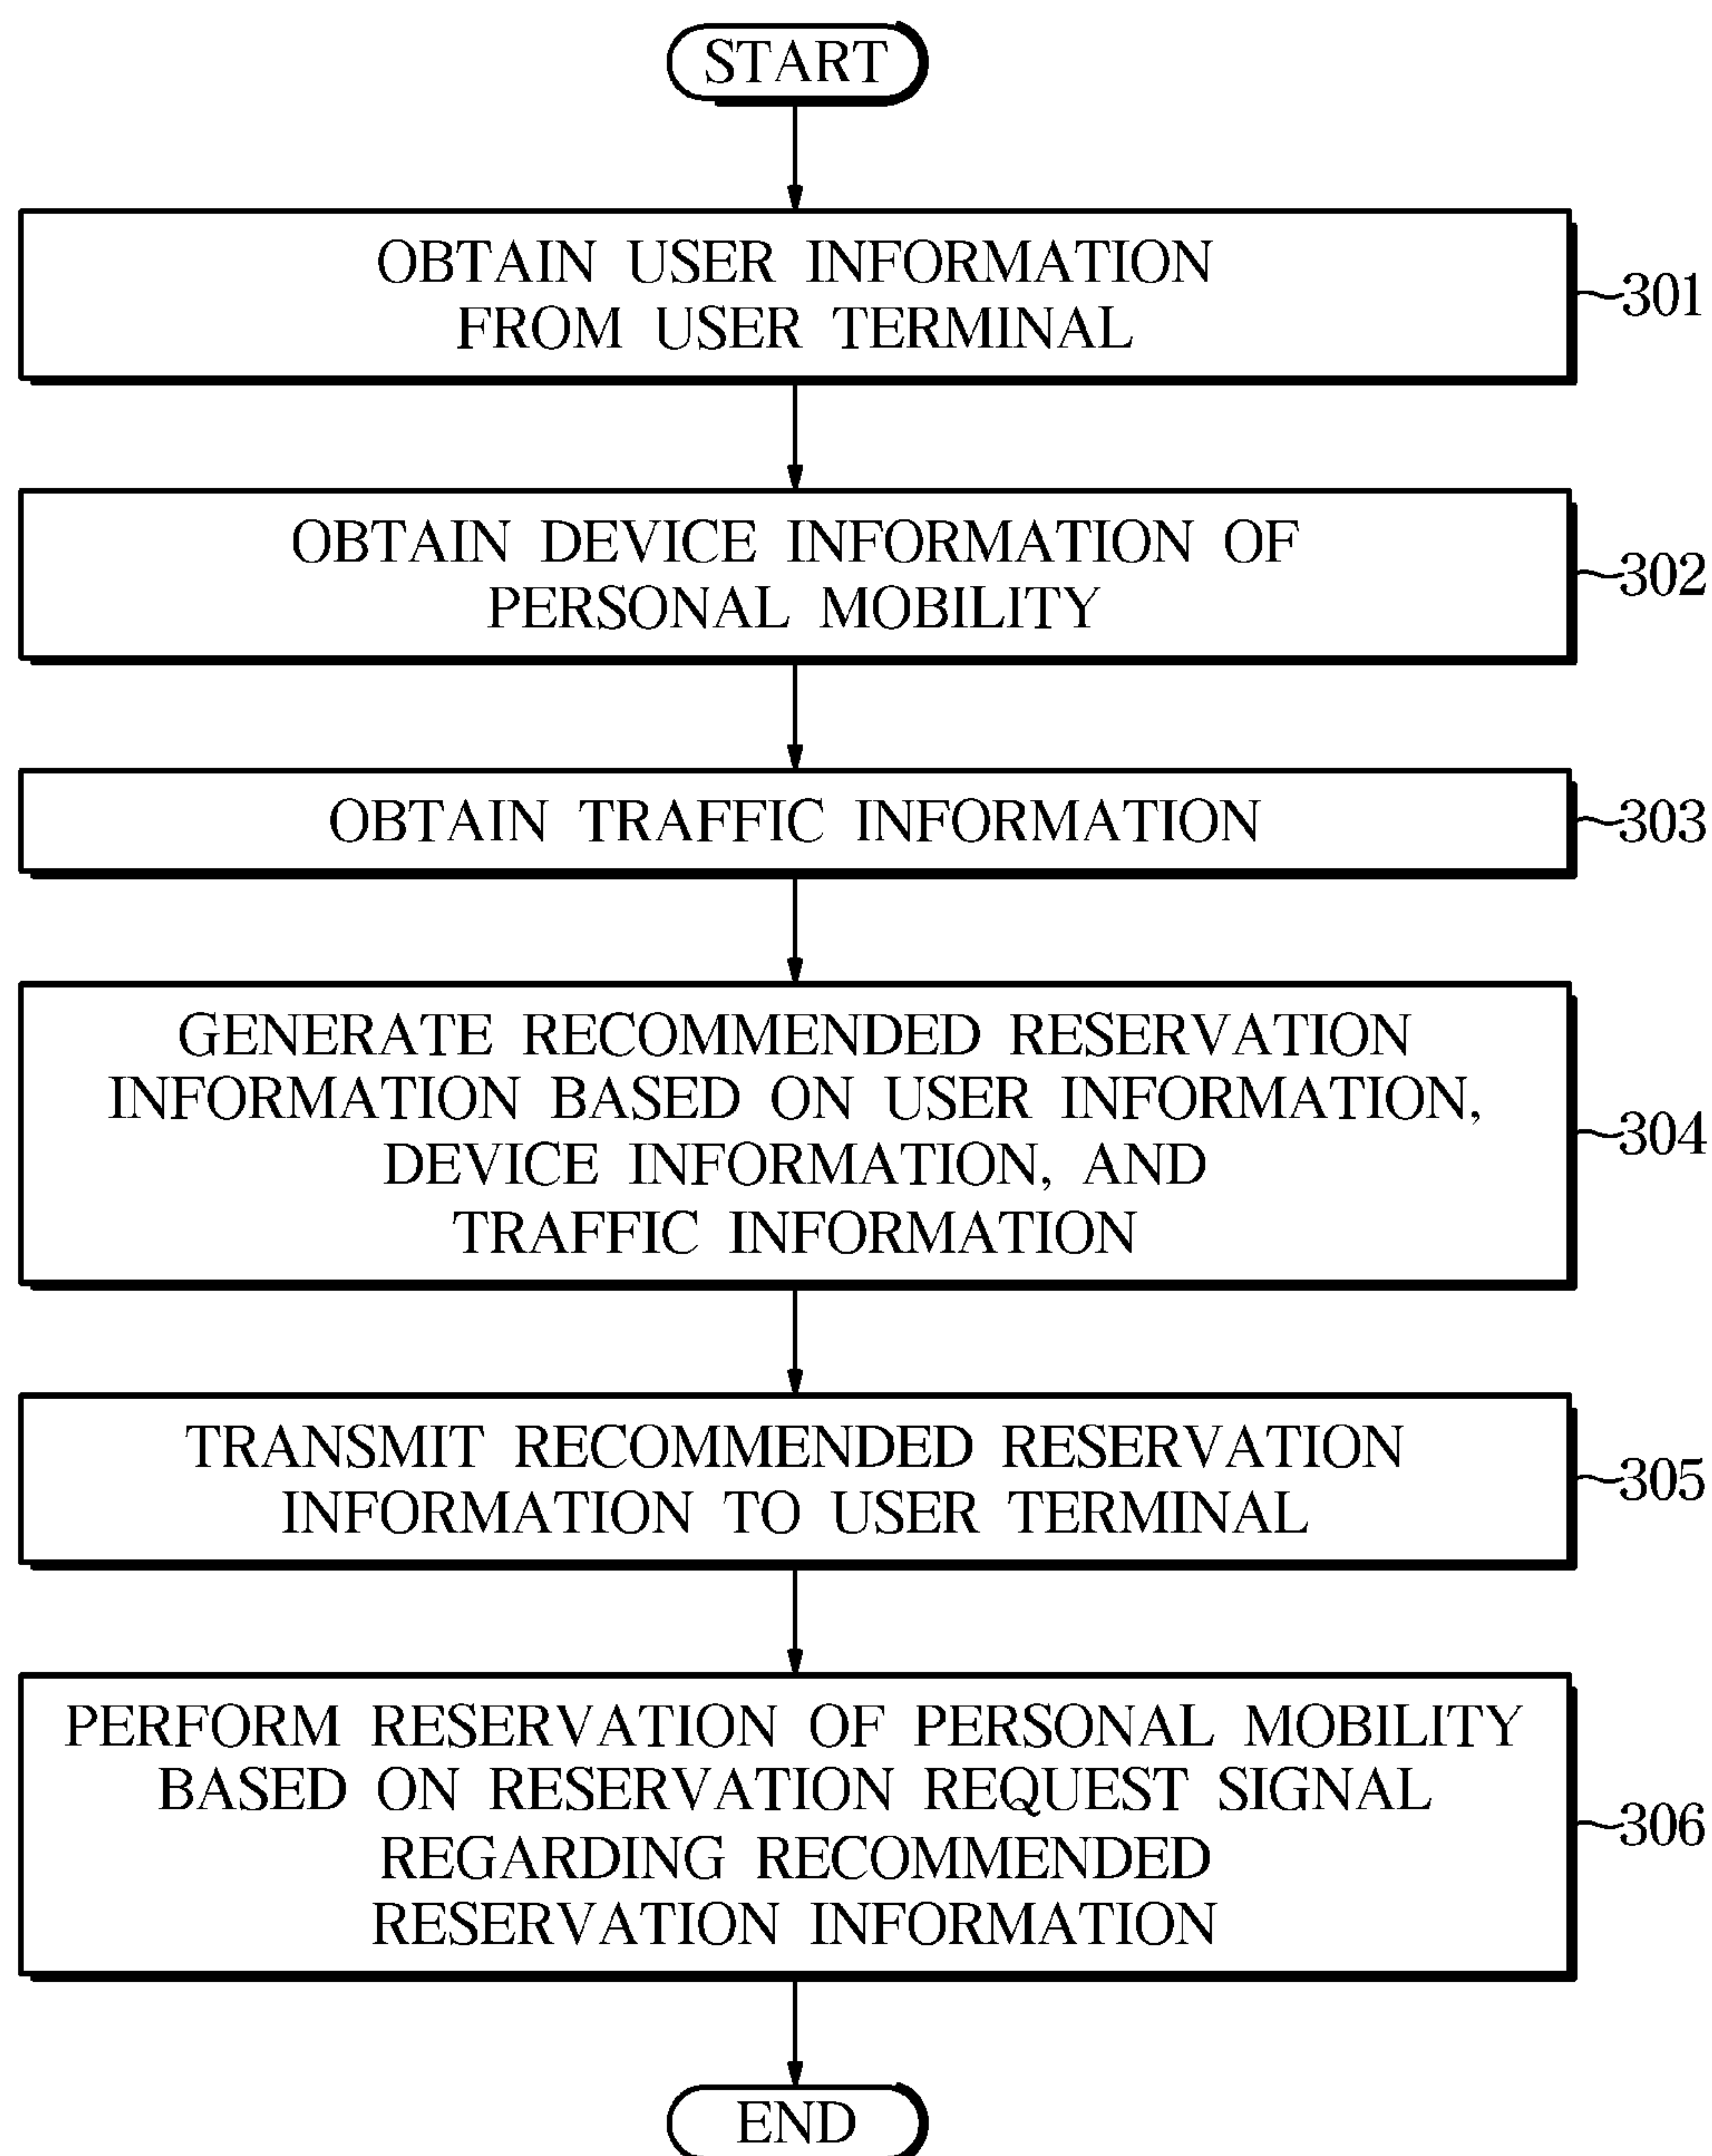 START
OBTAIN USER INFORMATION
FROM USER TERMINAL
301
OBTAIN DEVICE INFORMATION OF
PERSONAL MOBILITY
302
OBTAIN TRAFFIC INFORMATION
303
GENERATE RECOMMENDED RESERVATION
INFORMATION BASED ON USER INFORMATION,
DEVICE INFORMATION, AND
TRAFFIC INFORMATION
304
TRANSMIT RECOMMENDED RESERVATION
INFORMATION TO USER TERMINAL
305
PERFORM RESERVATION OF PERSONAL MOBILITY
BASED ON RESERVATION REQUEST SIGNAL
REGARDING RECOMMENDED
RESERVATION INFORMATION
306
END